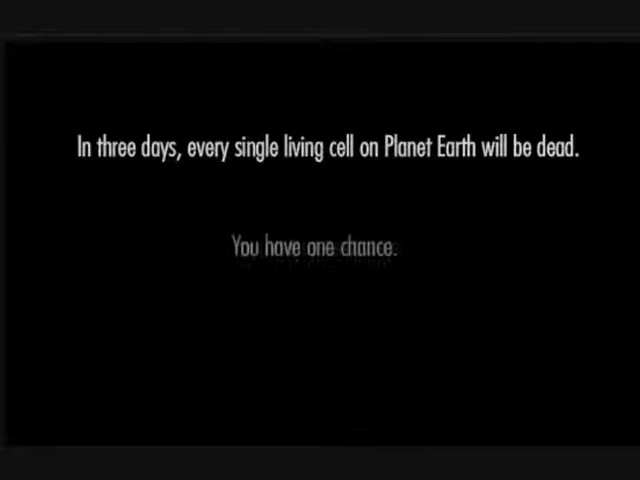 In three days, every single living cell on Planet Earth will be dead.
You have one chance.